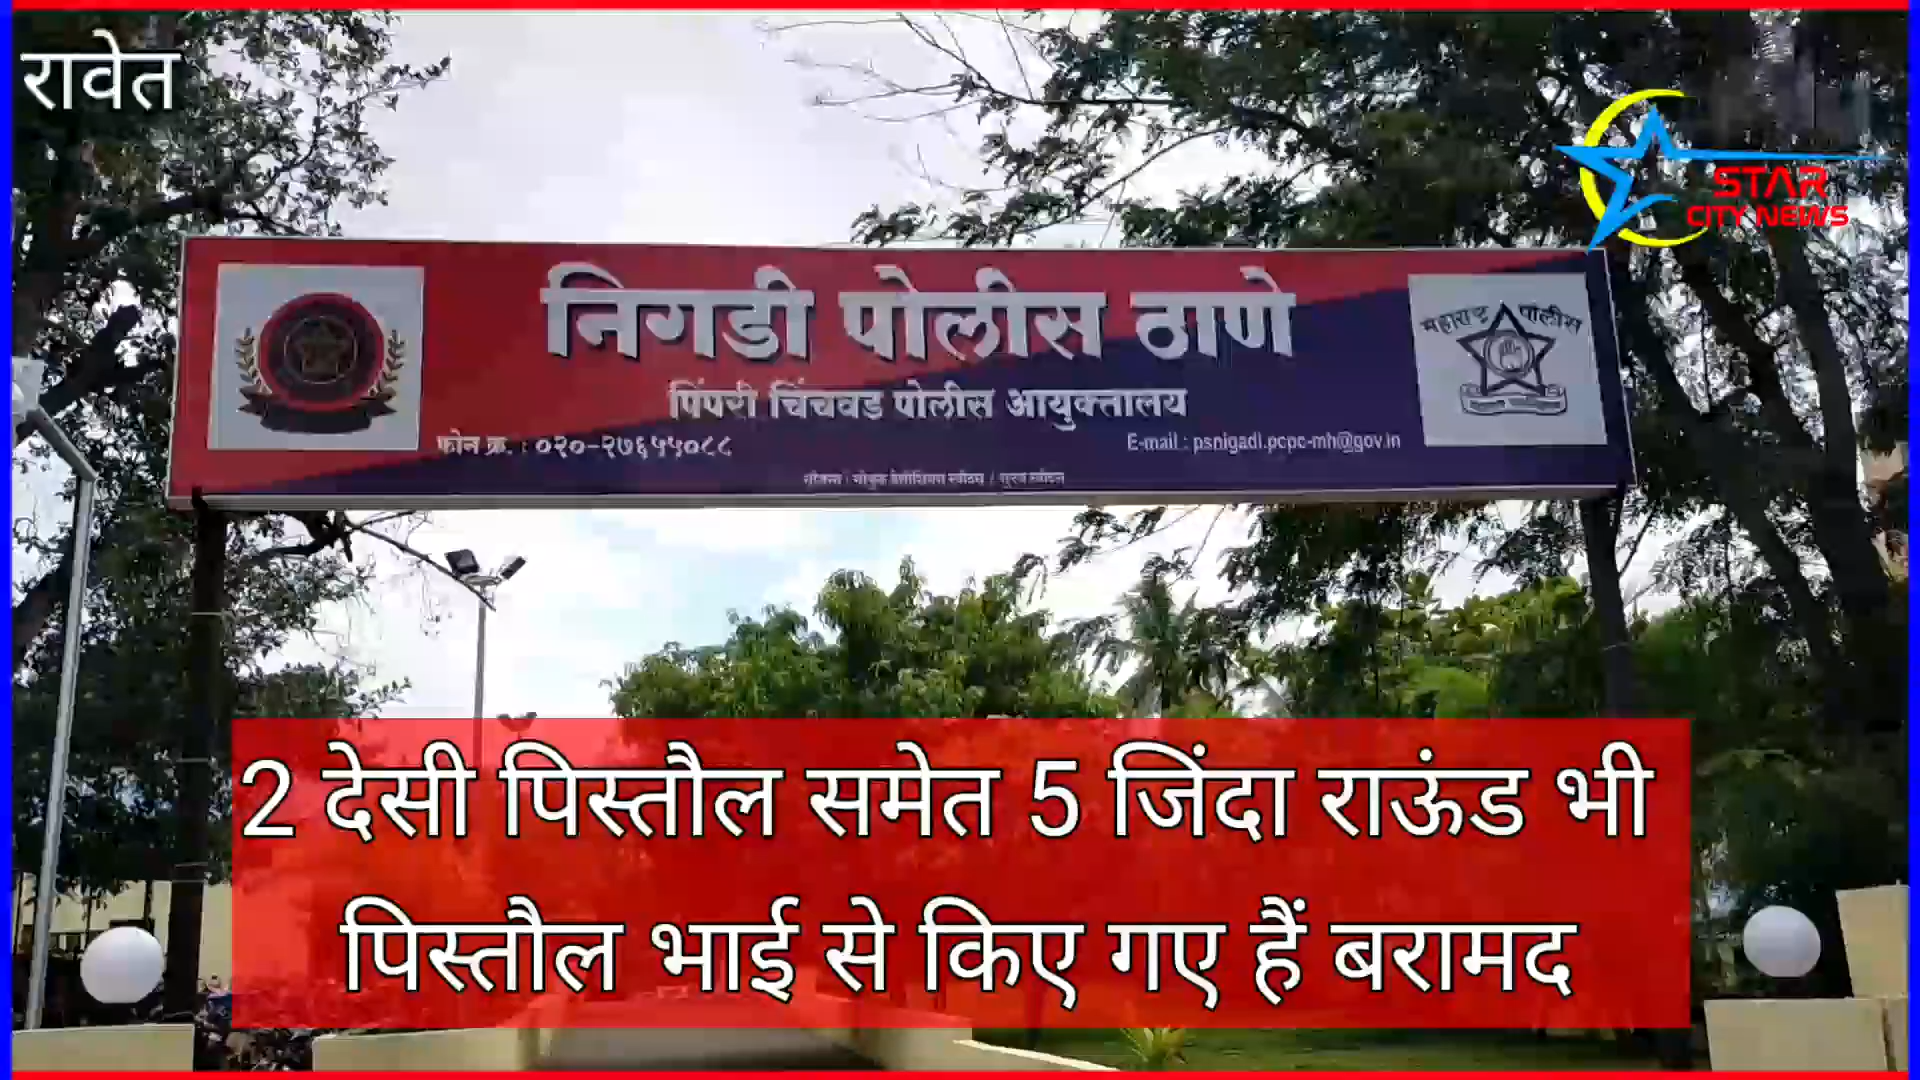 रावेत
STAR
CITY NEWS
निगडी पोलीस ठाणे
महाराष्ट्र पोलीस
पिंपरी चिंचवड पोलीस आयुक्तालय
फोन क्र. : ०२०-२७६५५०८८
E-mail : psnigadi.pcpc-mh@gov.in
2 देसी पिस्तौल समेत 5 जिंदा राऊंड भी
पिस्तौल भाई से किए गए हैं बरामद